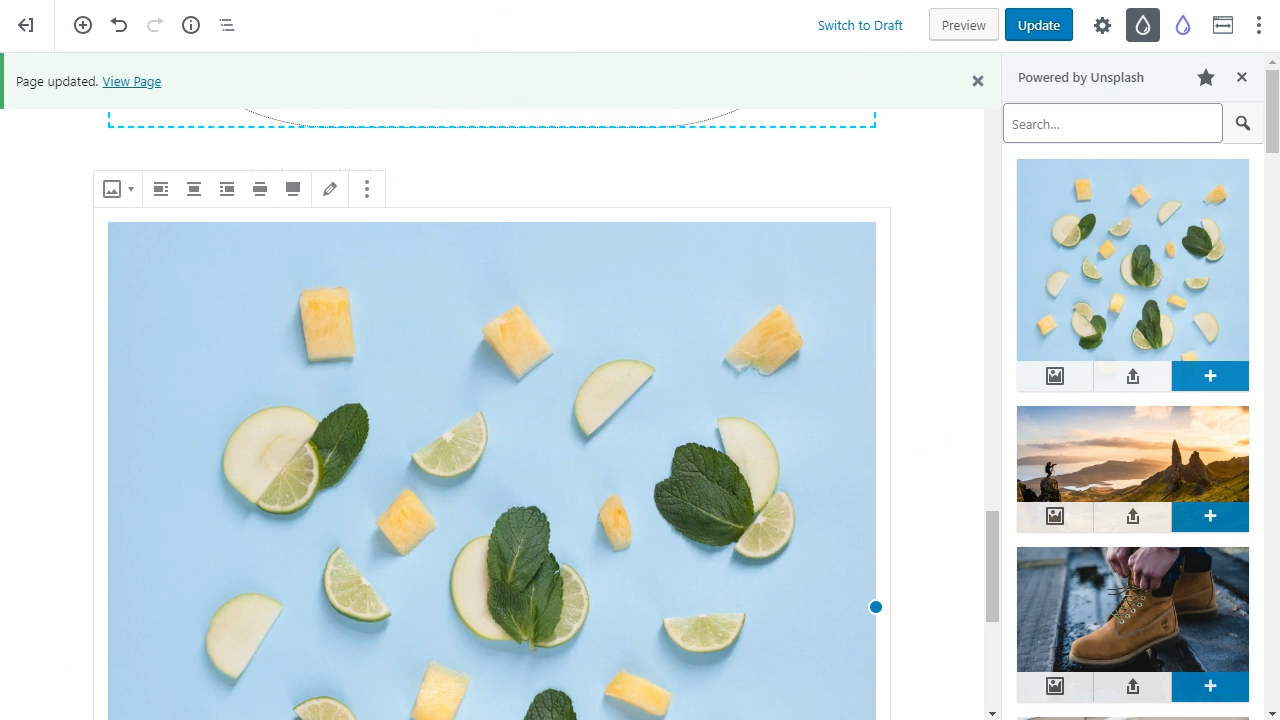 Switch to Draft
Preview
Update
Page updated. View Page
Powered by Unsplash
Search...